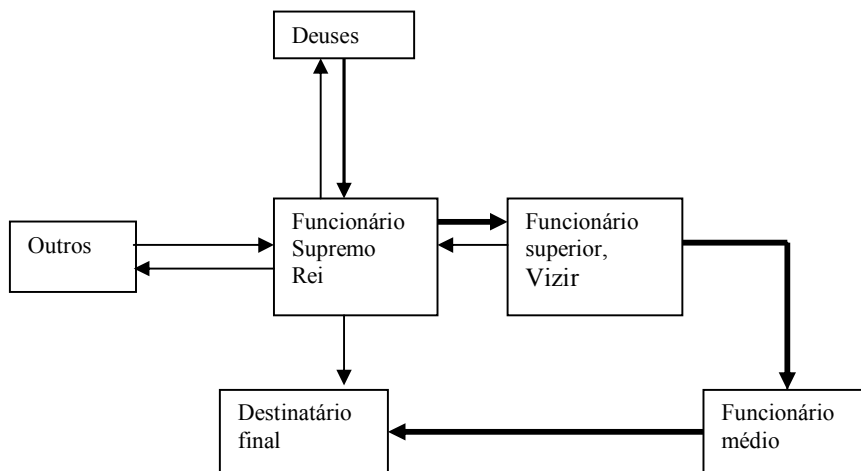 Deuses
Outros
Funcionário
Supremo
Rei
Funcionário
superior,
Vizir
Destinatário
final
Funcionário
médio